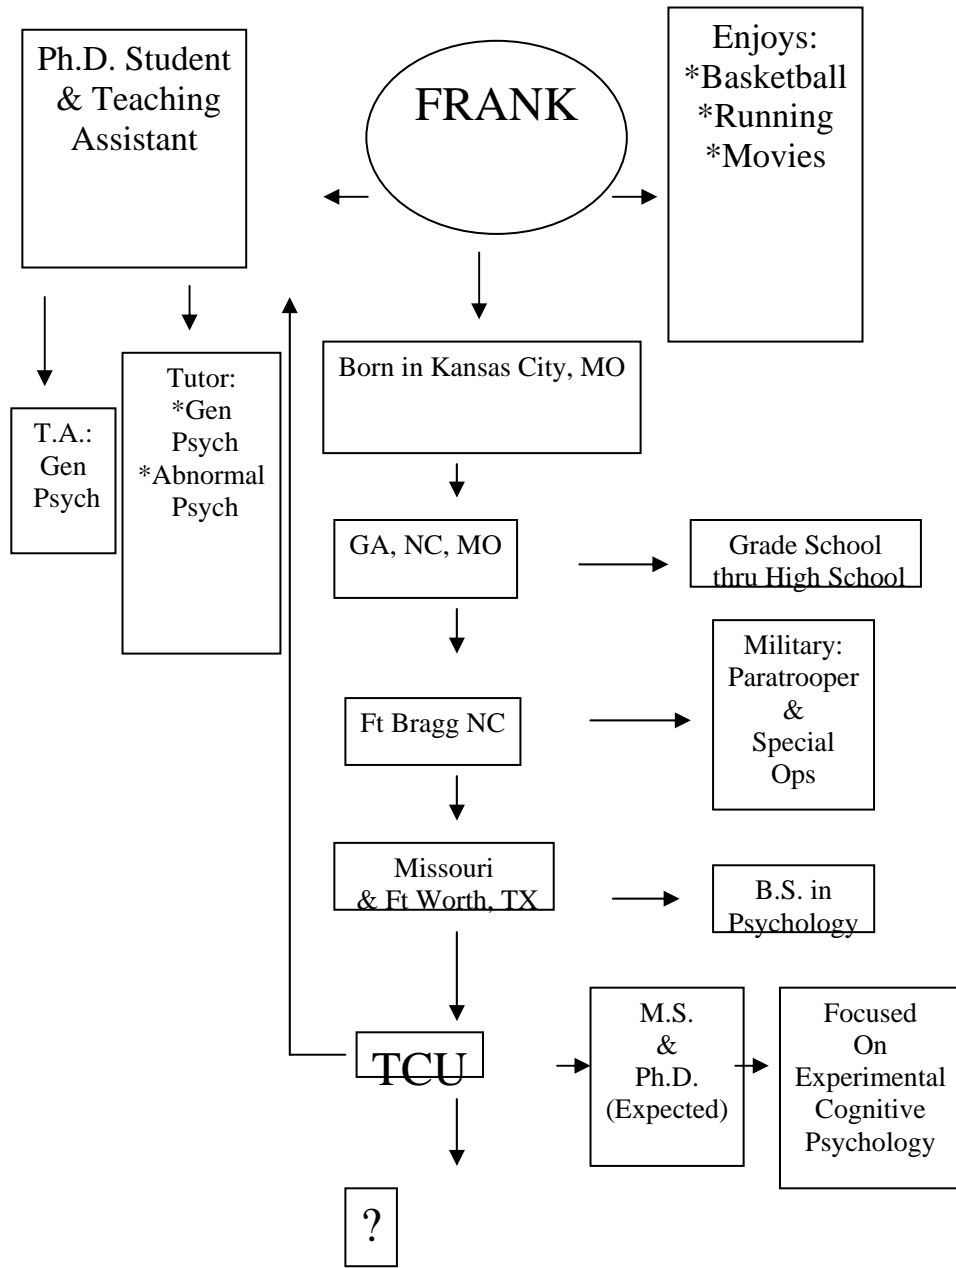 Ph.D. Student
& Teaching
Assistant
FRANK
Enjoys:
*Basketball
*Running
*Movies
T.A.:
Gen
Psych
Tutor:
*Gen
Psych
*Abnormal
Psych
Born in Kansas City, MO
GA, NC, MO
Grade School
thru High School
Ft Bragg NC
Military:
Paratrooper
&
Special
Ops
Missouri
& Ft Worth, TX
B.S. in
Psychology
TCU
M.S.
&
Ph.D.
(Expected)
Focused
On
Experimental
Cognitive
Psychology
?